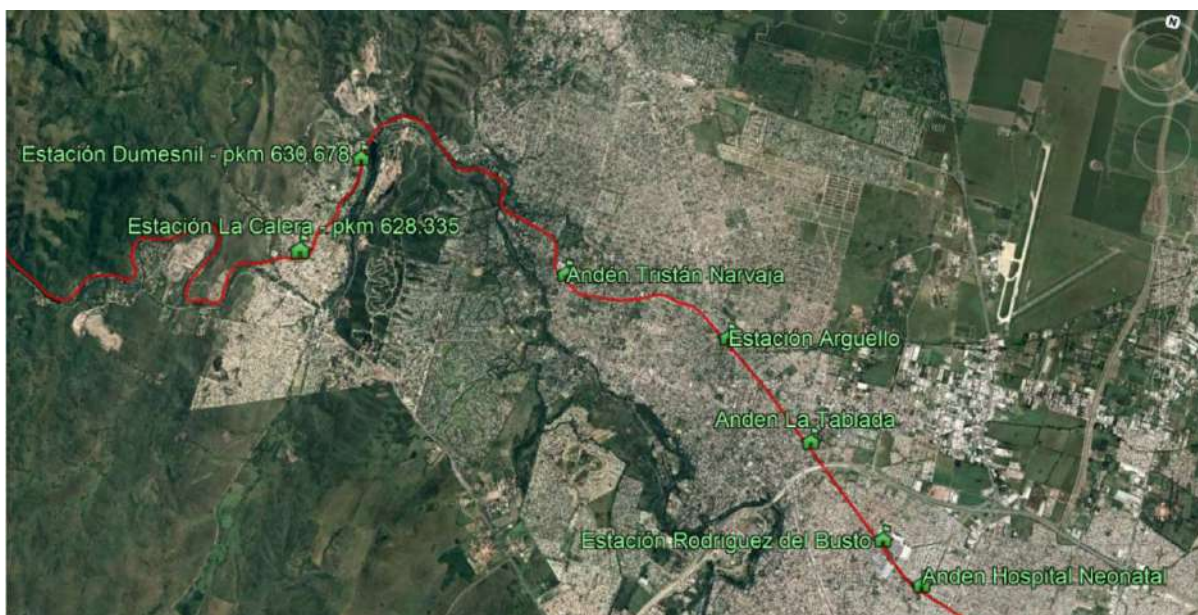 N
Estación Dumesnil - pkm 630.678
Estación La Calera - pkm 628.335
Andén Tristán Narvaja
Estación Arguello
Anden La Tablada
Estación Rodriguez del Busto
Anden Hospital Neonatal